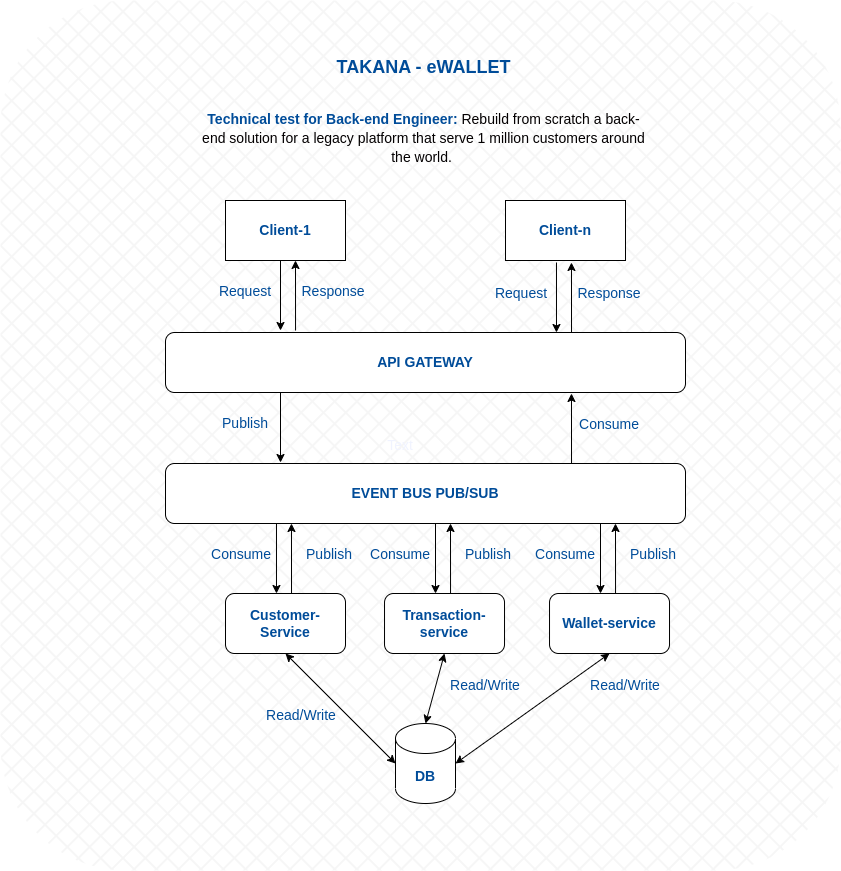 TAKANA - eWALLET
Technical test for Back-end Engineer: Rebuild from scratch a back-
end solution for a legacy platform that serve 1 million customers around
the world.
Client-1
Client-n
Request
Response
Request
Response
API GATEWAY
Publish
Consume
Text
EVENT BUS PUB/SUB
Consume
Publish
Consume
Publish
Consume
Publish
Customer-
Service
Transaction-
service
Wallet-service
Read/Write
Read/Write
Read/Write
DB